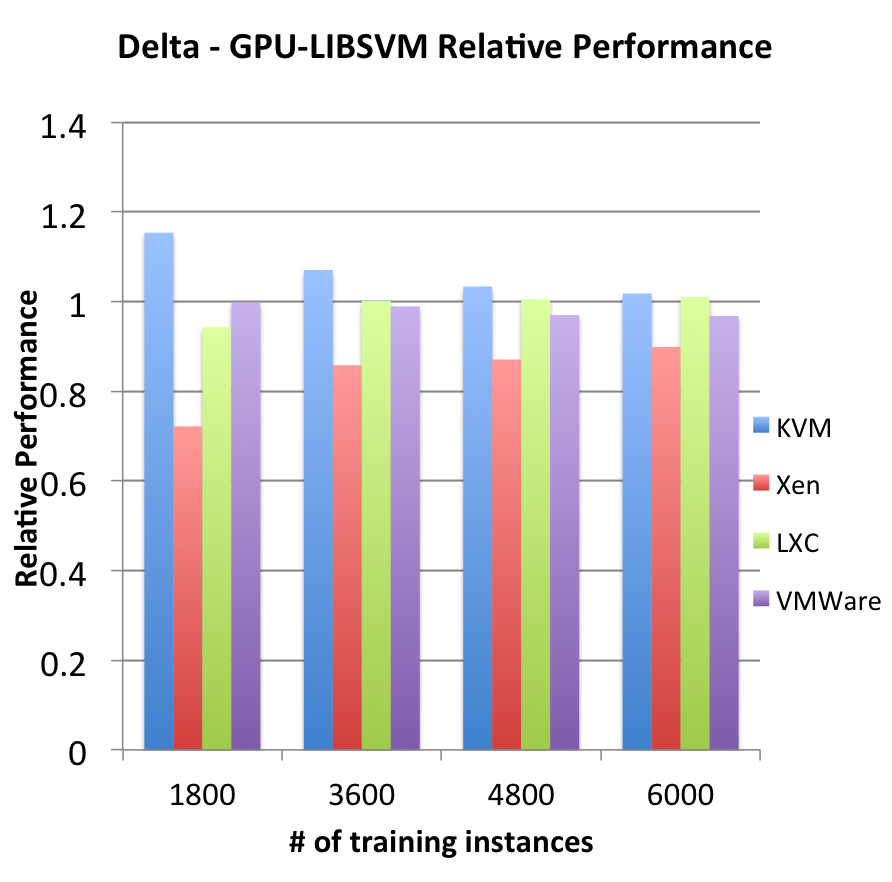 Delta - GPU-LIBSVM Relative Performance
1.4
1.2
1
0.8
0.6
0.4
0.2
0
Relative Performance
1800 3600 4800 6000
# of training instances
KVM
Xen
LXC
VMWare